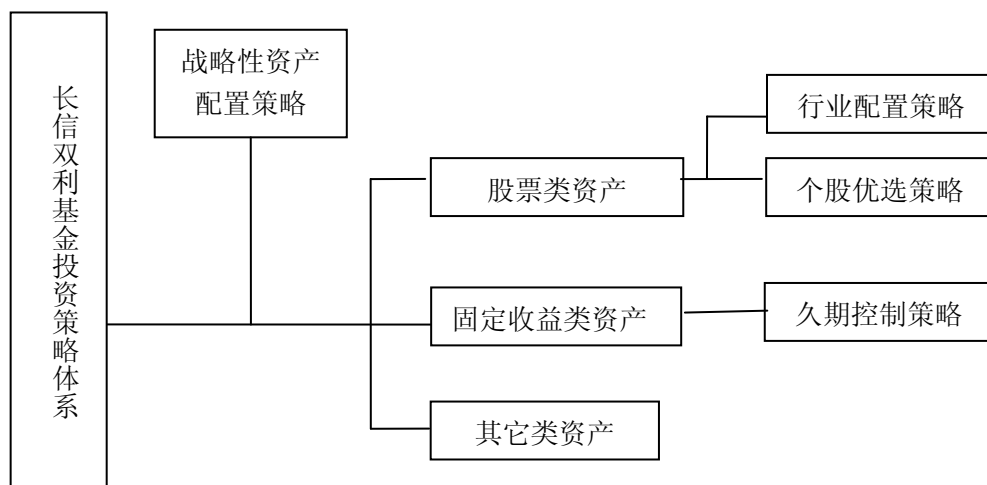 长信双利基金投资策略体系
战略性资产
配置策略
股票类资产
行业配置策略
个股优选策略
固定收益类资产
久期控制策略
其它类资产